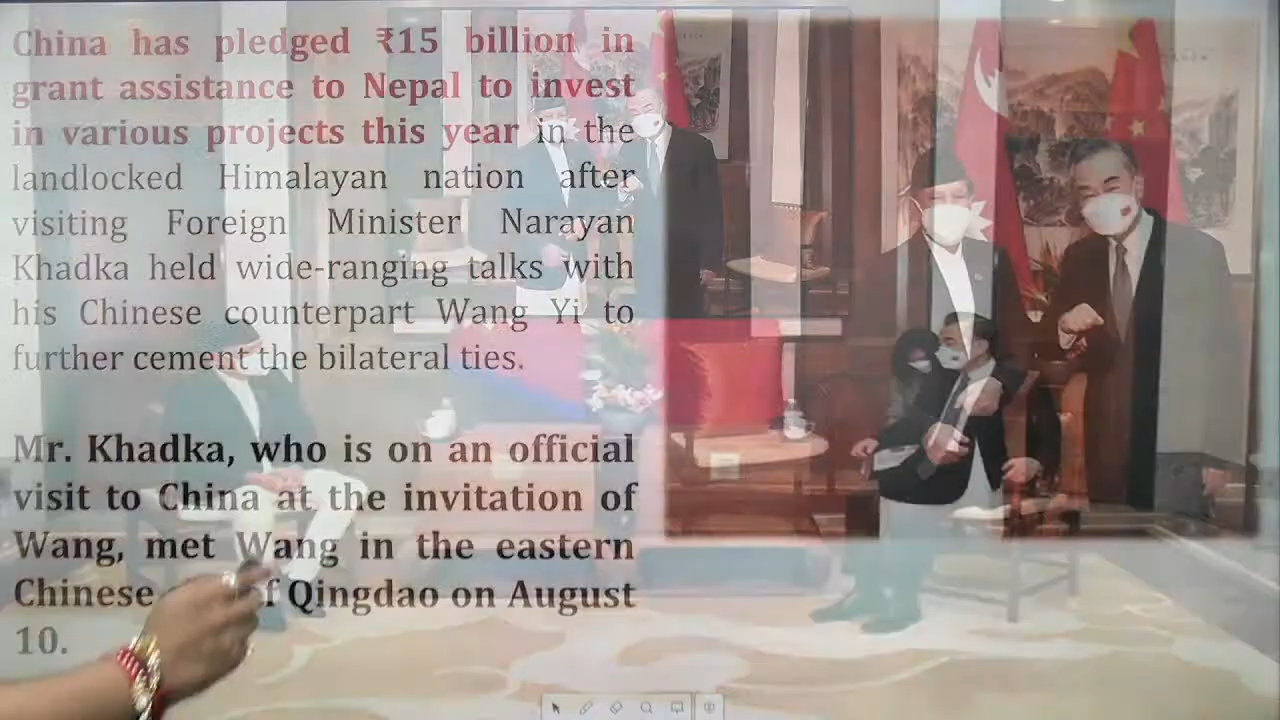 China has pledged ₹15 billion in
grant assistance to Nepal to invest
in various projects this year in the
landlocked Himalayan nation after
visiting Foreign Minister Narayan
Khadka held wide-ranging talks with
his Chinese counterpart Wang Yi to
further cement the bilateral ties.
Mr. Khadka, who is on an official
visit to China at the invitation of
Wang, met Wang in the eastern
Chinese Qingdao on August
10.